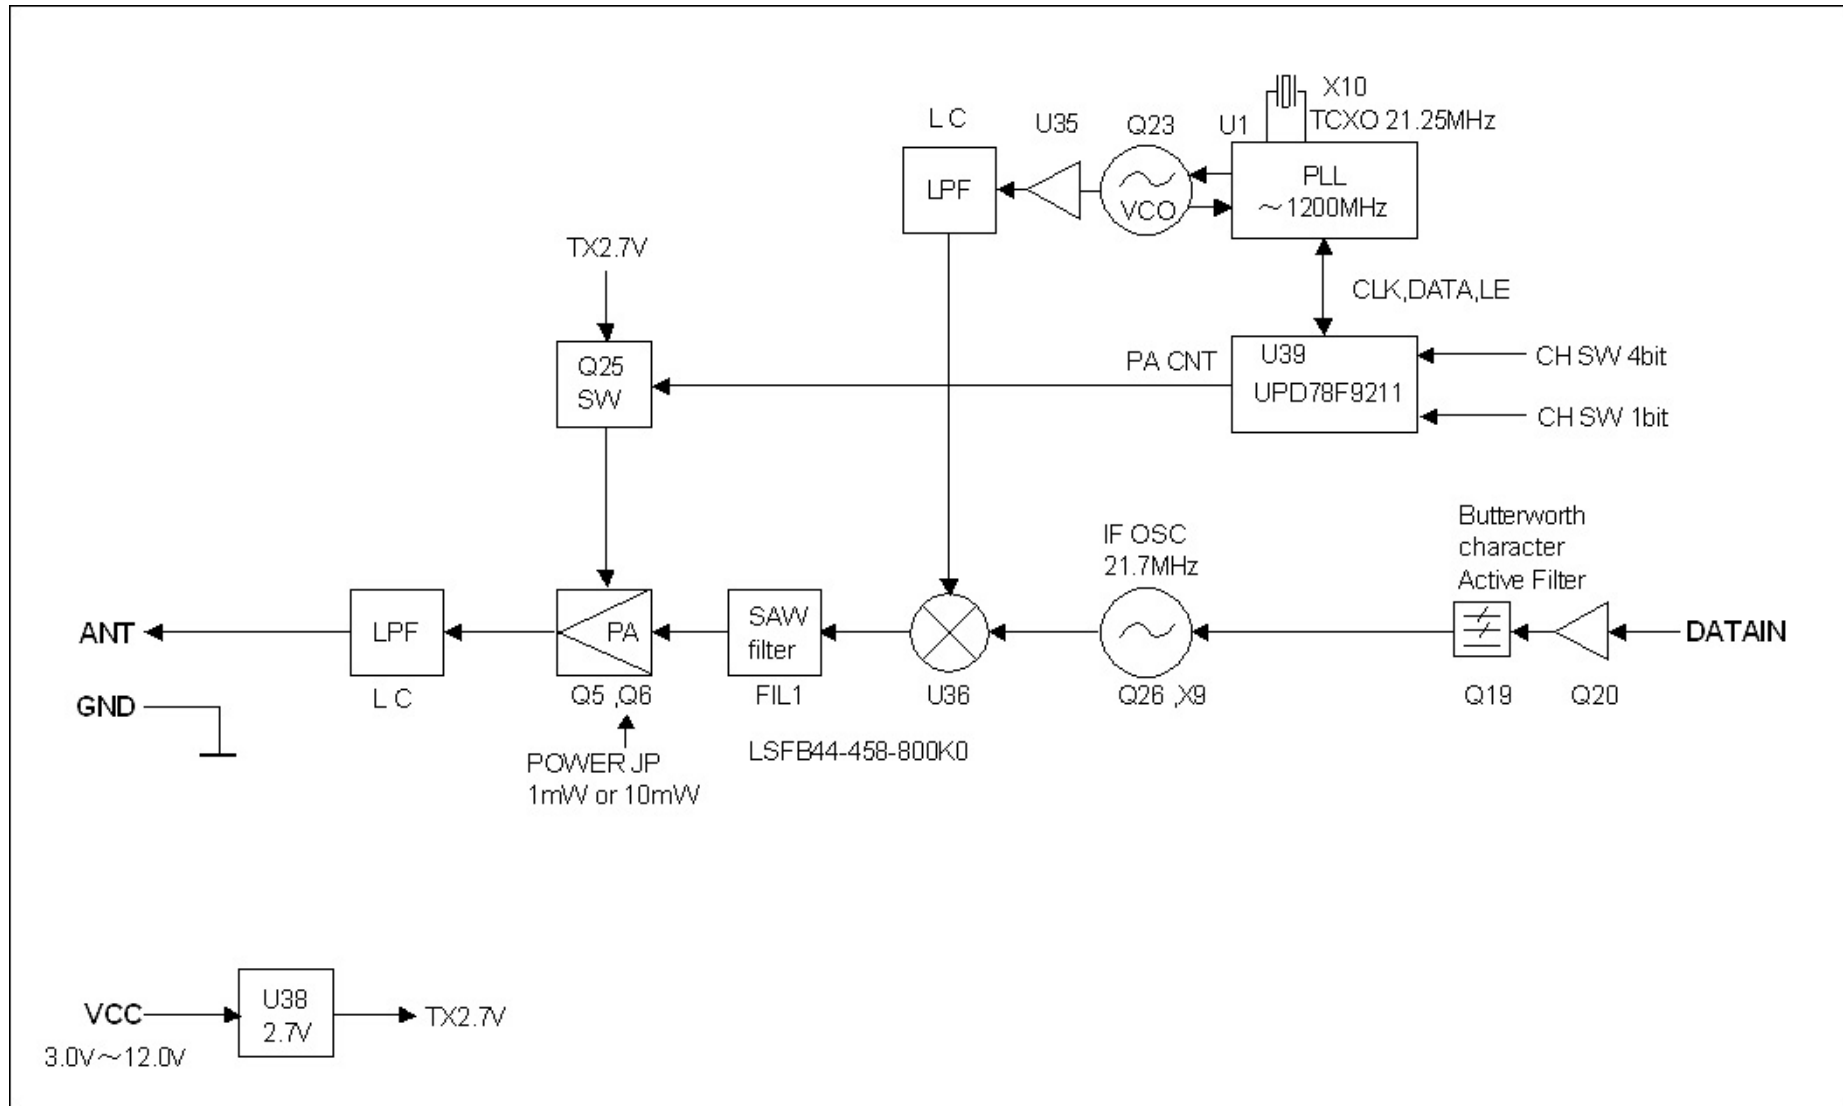 X10
TCXO 21.25MHz
L C
U35
Q23
U1
LPF
VCO
PLL
～1200MHz
TX2.7V
CLK,DATA,LE
Q25
SW
PA CNT
U39
UPD78F9211
CH SW 4bit
CH SW 1bit
Butterworth
character
Active Filter
IF OSC
21.7MHz
ANT
LPF
PA
SAW
filter
DATAIN
GND
L C
Q5 ,Q6
FIL1
U36
Q26 ,X9
Q19
Q20
LSFB44-458-800K0
POWER JP
1mW or 10mW
VCC
3.0V～12.0V
U38
2.7V
TX2.7V